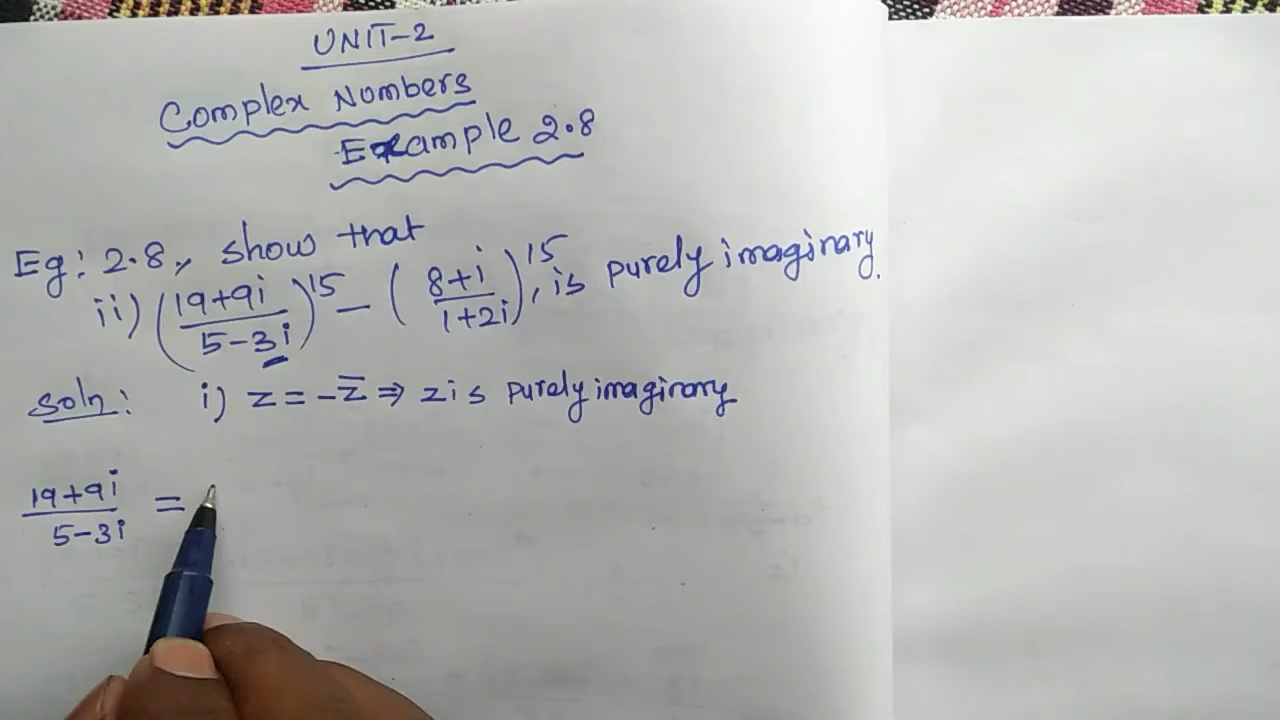 UNIT-2
Complex Numbers
Example 2.8
Eg: 2.8, show that
ii) (19+9i / 5-3i)^15 - (8+i / 1+2i)^15, is purely imaginary.
Soln: i) z = -z̅ ⇒ z is purely imaginary
19+9i / 5-3i =